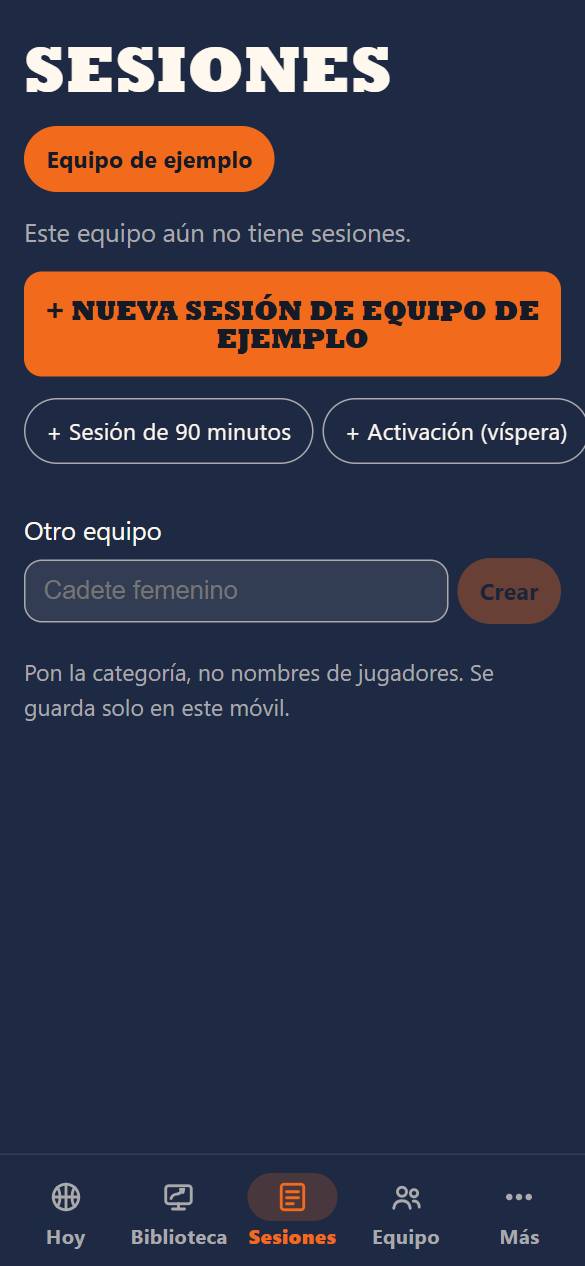 SESIONES
Equipo de ejemplo
Este equipo aún no tiene sesiones.
+ NUEVA SESIÓN DE EQUIPO DE
EJEMPLO
+ Sesión de 90 minutos
+ Activación (víspera)
Otro equipo
Cadete femenino
Crear
Pon la categoría, no nombres de jugadores. Se
guarda solo en este móvil.
Hoy
Biblioteca
Sesiones
Equipo
Más